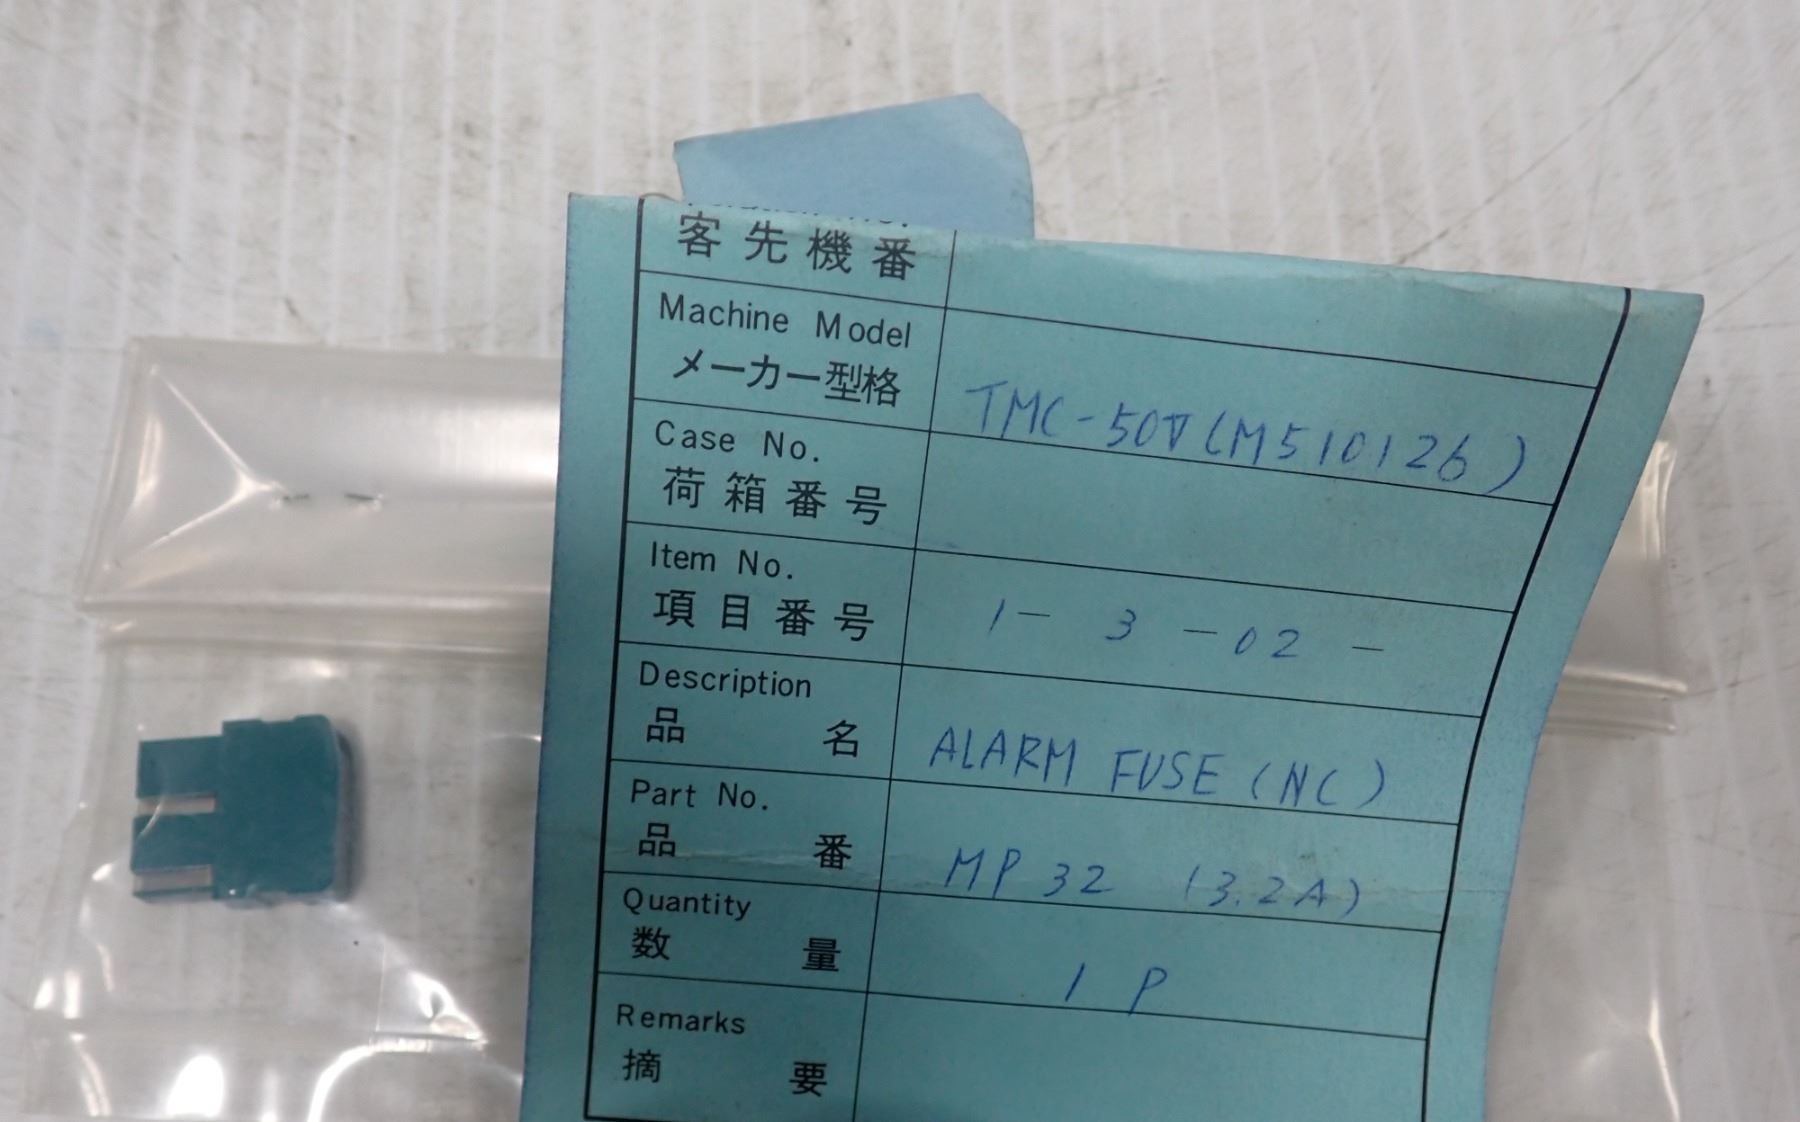 客先機番
Machine Model
メーカー型格
TMC-50V(M510126)
Case No.
荷箱番号
Item No.
項目番号
1- 3 -02 -
Description
品 名
ALARM FUSE (NC)
Part No.
品 番
MP32 (3.2A)
Quantity
数 量
1 P
Remarks
摘 要